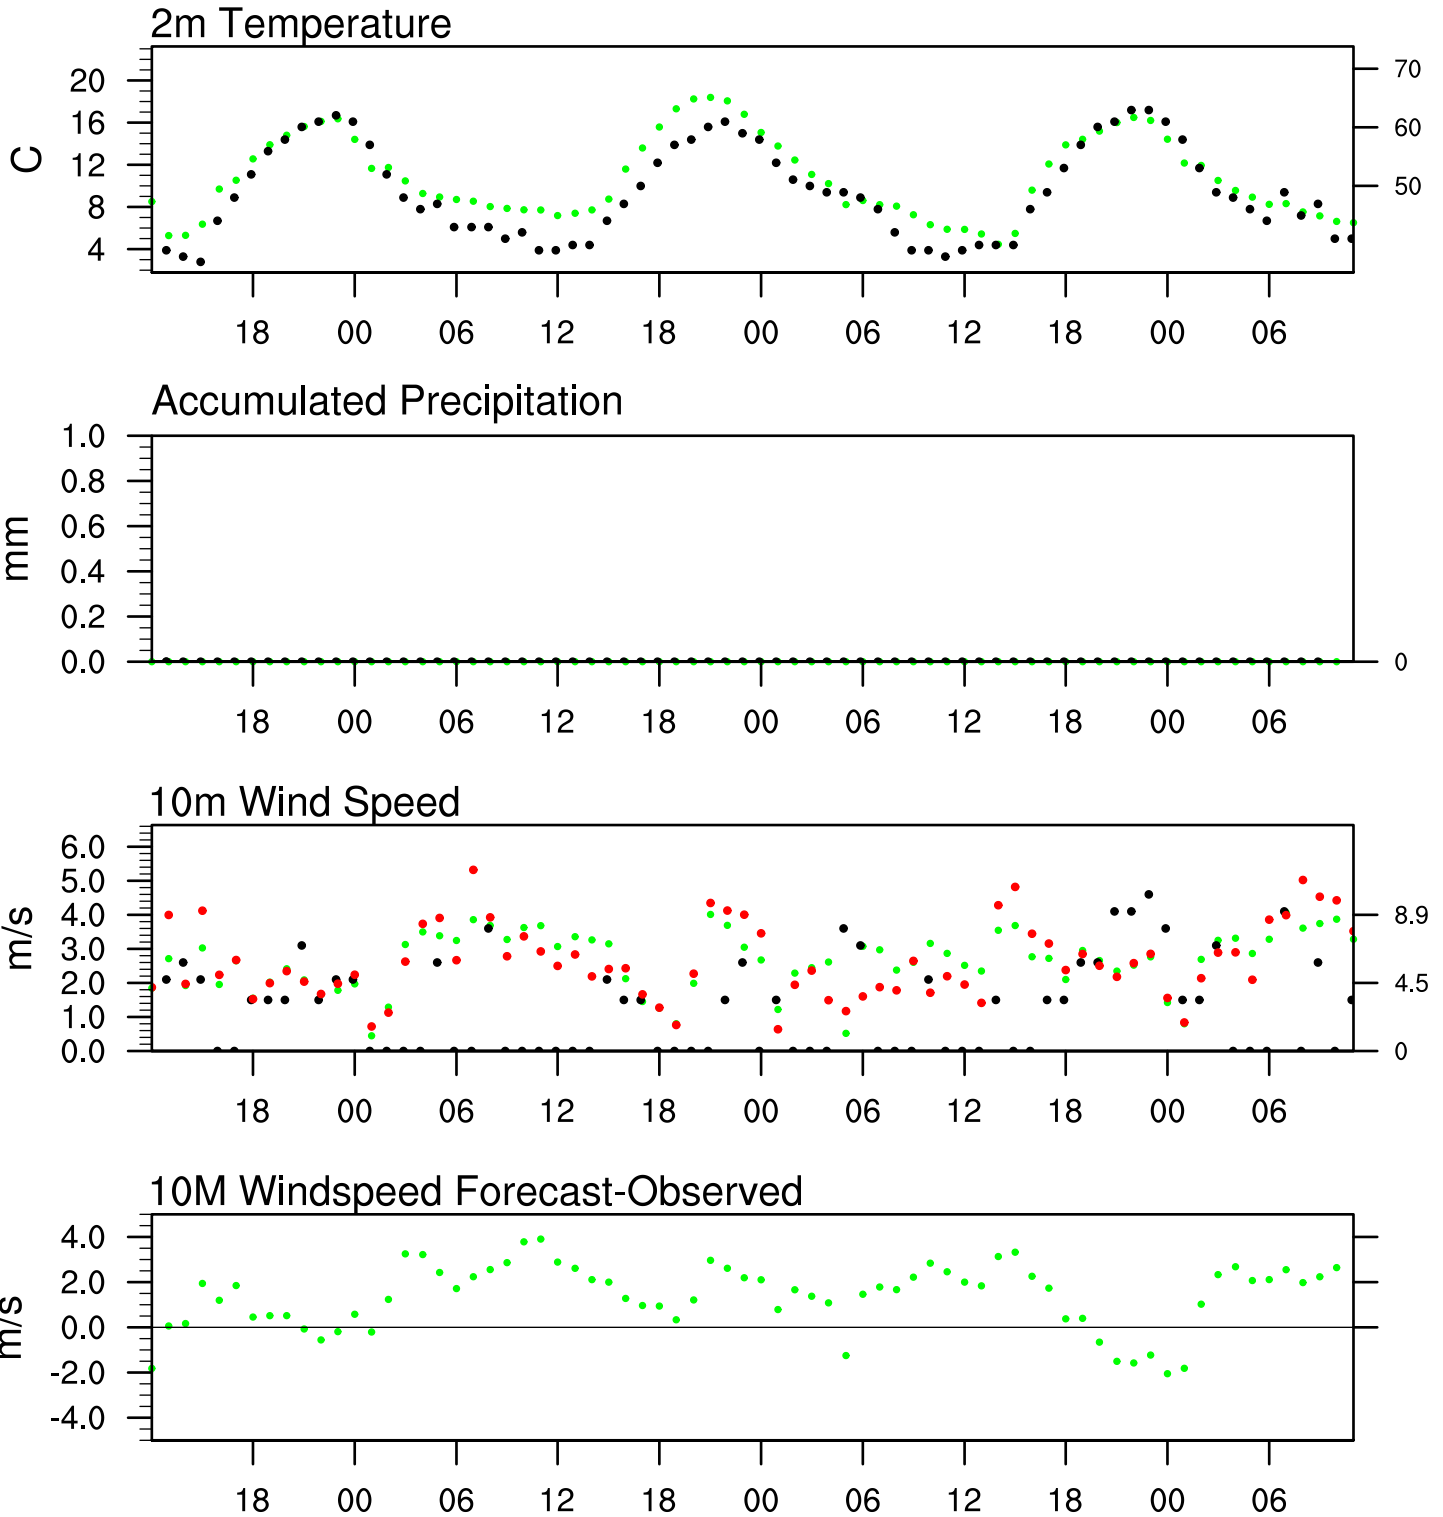 2m Temperature
20
16
12
8
4
C
70
60
50
18 00 06 12 18 00 06 12 18 00 06
Accumulated Precipitation
1.0
0.8
0.6
0.4
0.2
0.0
mm
0
18 00 06 12 18 00 06 12 18 00 06
10m Wind Speed
6.0
5.0
4.0
3.0
2.0
1.0
0.0
m/s
8.9
4.5
0
18 00 06 12 18 00 06 12 18 00 06
10M Windspeed Forecast-Observed
4.0
2.0
0.0
-2.0
-4.0
m/s
18 00 06 12 18 00 06 12 18 00 06